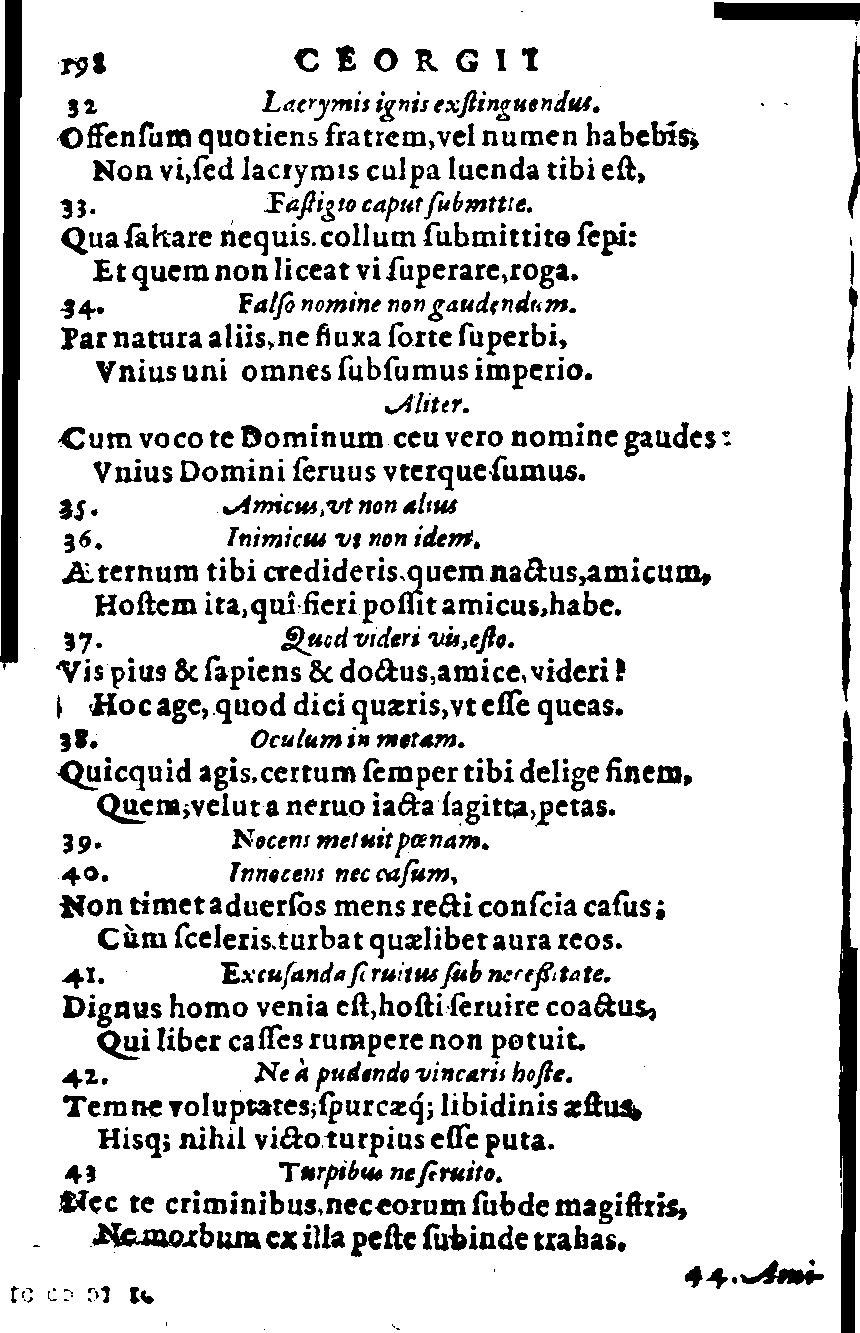 198 CEORGII
32 Lacrymis ignis exſtinguendus.
Offenſum quotiens fratrem, vel numen habebis;
Non vi, ſed lacrymis culpa luenda tibi eſt,
33. Faſtigio caput ſubmitte.
Qua ſaltare nequis. collum ſubmittito ſepi:
Et quem non liceat vi ſuperare, roga.
34. Falſo nomine non gaudendum.
Par natura aliis, ne fluxa ſorte ſuperbi,
Vnius uni omnes ſubſumus imperio.
Aliter.
Cum voco te Dominum ceu vero nomine gaudes:
Vnius Domini ſeruus vterque ſumus.
35. Amicus, vt non alius
36. Inimicus vt non idem.
Æternum tibi credideris, quem nactus, amicum,
Hoſtem ita, quî fieri poſſit amicus, habe.
37. Quod videri vis, eſto.
Vis pius & ſapiens & doctus, amice, videri?
Hoc age, quod dici quæris, vt eſſe queas.
38. Oculum in metam.
Quicquid agis. certum ſemper tibi delige finem,
Quem, velut a neruo iacta ſagitta, petas.
39. Nocens metuit pœnam.
40. Innocens nec caſum,
Non timet aduerſos mens recti conſcia caſus;
Cùm ſceleris turbat quælibet aura reos.
41. Excuſanda ſeruitus ſub neceßitate.
Dignus homo venia eſt, hoſti ſeruire coactus,
Qui liber caſſes rumpere non potuit.
42. Ne à pudendo vincaris hoſte.
Temne voluptates; ſpurcæq́; libidinis æſtus,
Hisq; nihil victo turpius eſſe puta.
43 Turpibus ne ſeruito.
Nec te criminibus, nec eorum ſubde magiſtris,
Ne morbum ex illa peſte ſubinde trahas.
44. Ami-